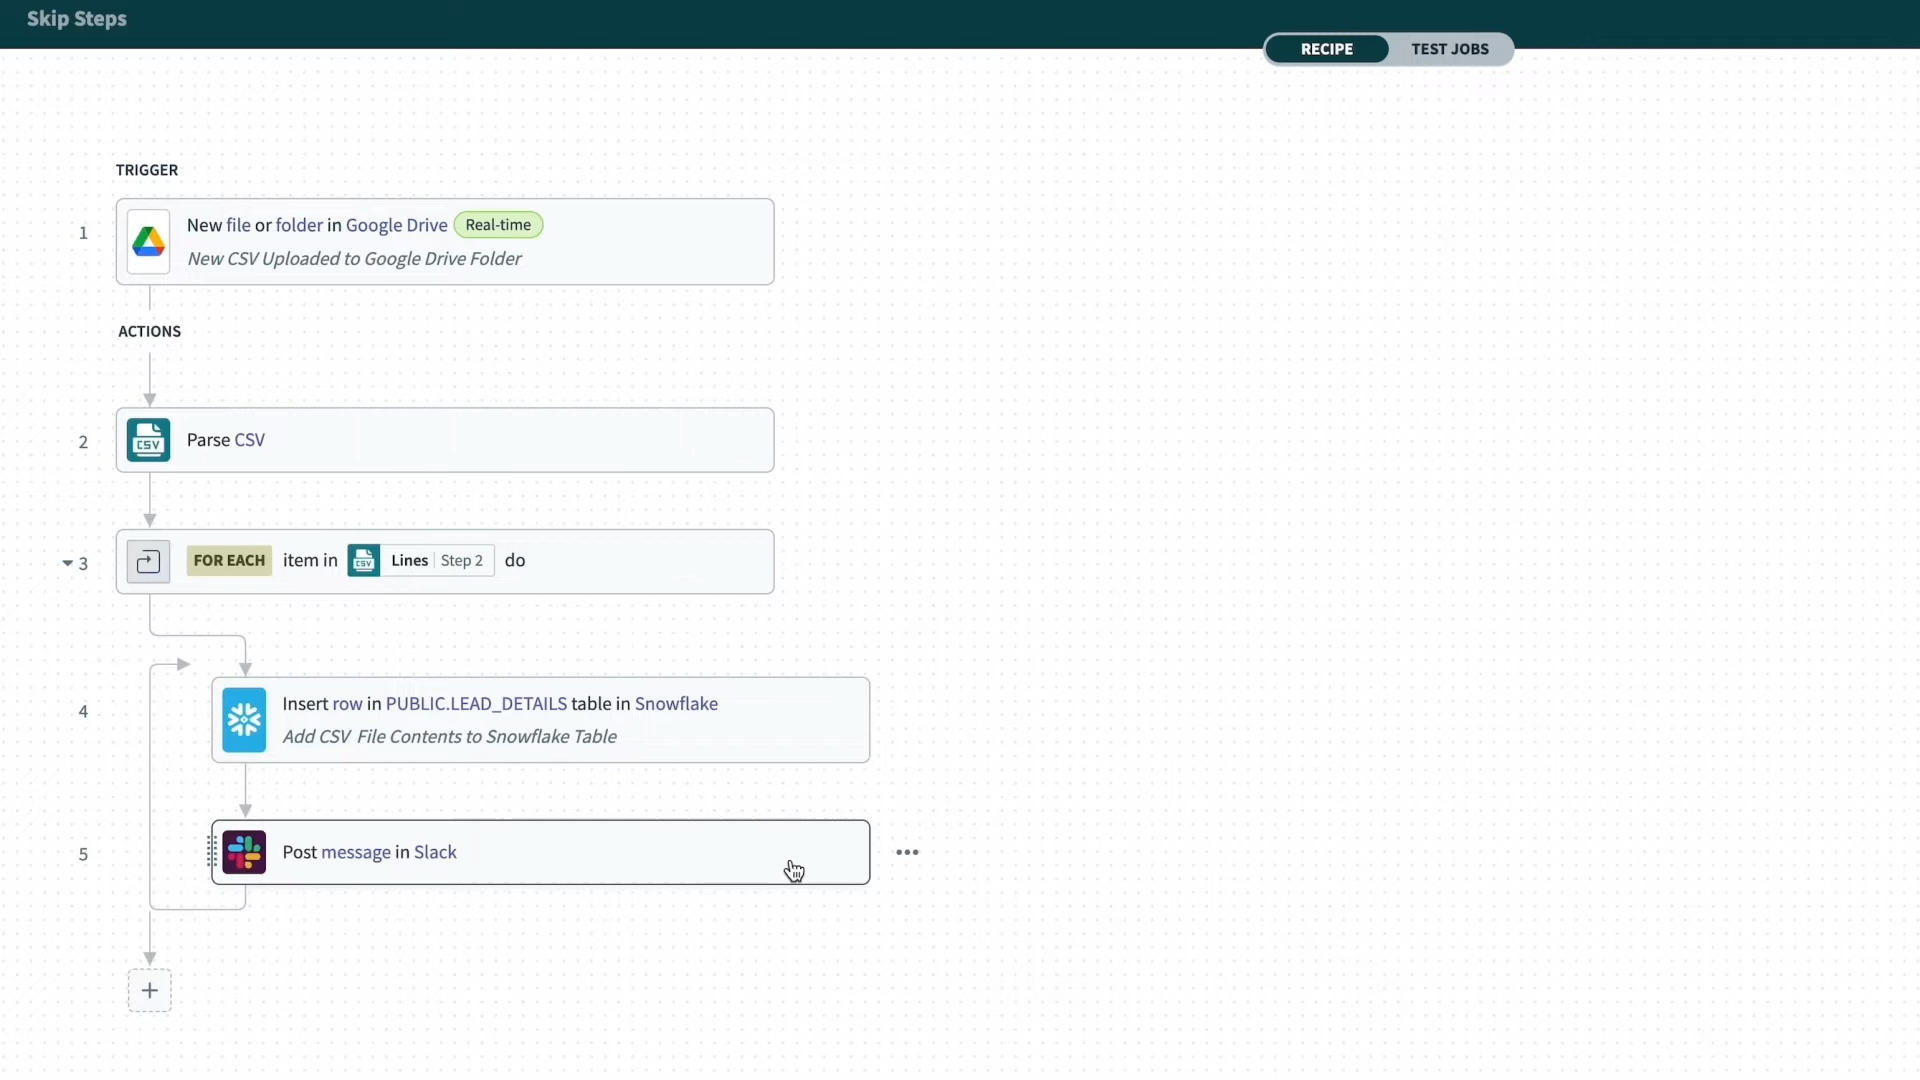 Skip Steps
RECIPE TEST JOBS
TRIGGER
1
New file or folder in Google Drive Real-time
New CSV Uploaded to Google Drive Folder
ACTIONS
2
CSV
Parse CSV
3
FOR EACH item in CSV Lines Step 2 do
4
Insert row in PUBLIC.LEAD_DETAILS table in Snowflake
Add CSV File Contents to Snowflake Table
5
Post message in Slack